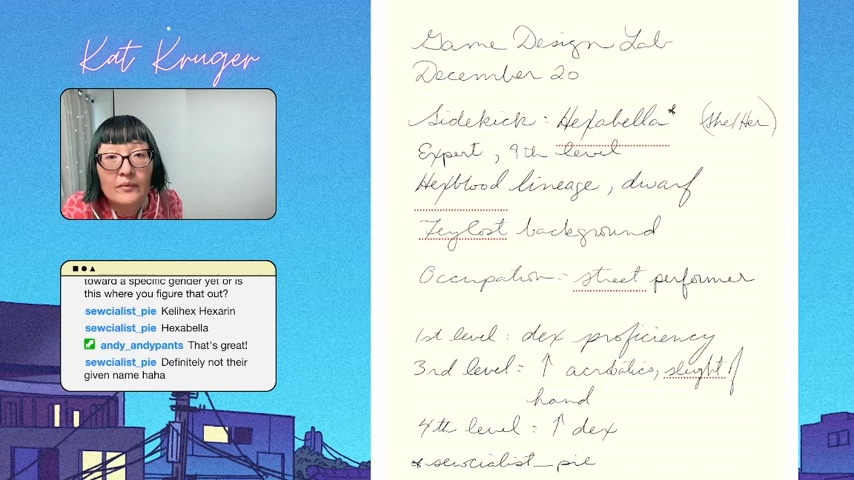 Kat Kruger
toward a specific gender yet or is
this where you figure that out?
sewcialist_pie Kelihex Hexarin
sewcialist_pie Hexabella
andy_andypants That's great!
sewcialist_pie Definitely not their
given name haha
Game Design Lab
December 20
Sidekick: Hexabella* (She/Her)
Expert, 9th level
Hexblood lineage, dwarf
Feylost background
Occupation: street performer
1st level: dex proficiency
3rd level: ↑ acrobatics, slight of
hand
4th level: ↑ dex
*sewcialist_pie